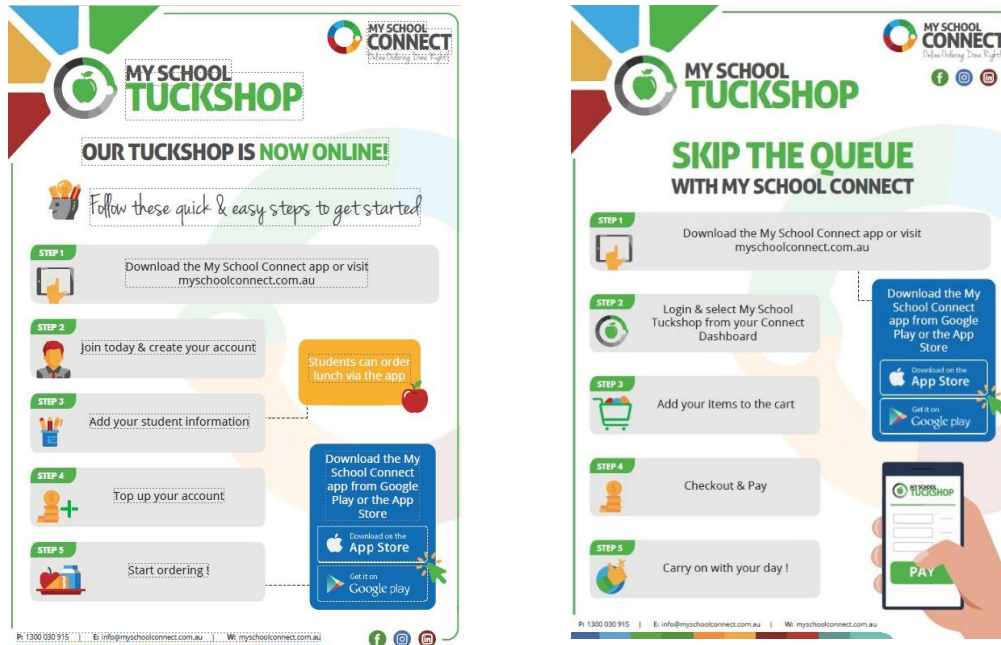 MY SCHOOL
CONNECT
Online Ordering Done Right!
MY SCHOOL
TUCKSHOP
OUR TUCKSHOP IS NOW ONLINE!
Follow these quick & easy steps to get started
STEP 1
Download the My School Connect app or visit
myschoolconnect.com.au
STEP 2
Join today & create your account
Students can order
lunch via the app
STEP 3
Add your student information
STEP 4
Top up your account
Download the My
School Connect
app from Google
Play or the App
Store
Download on the
App Store
Get it on
Google play
STEP 5
Start ordering !
P: 1300 030 915 | E: info@myschoolconnect.com.au | W: myschoolconnect.com.au
MY SCHOOL
CONNECT
Online Ordering Done Right!
MY SCHOOL
TUCKSHOP
SKIP THE QUEUE
WITH MY SCHOOL CONNECT
STEP 1
Download the My School Connect app or visit
myschoolconnect.com.au
STEP 2
Login & select My School
Tuckshop from your Connect
Dashboard
Download the My
School Connect
app from Google
Play or the App
Store
Download on the
App Store
Get it on
Google play
STEP 3
Add your items to the cart
STEP 4
Checkout & Pay
MY SCHOOL
TUCKSHOP
PAY
STEP 5
Carry on with your day !
P: 1300 030 915 | E: info@myschoolconnect.com.au | W: myschoolconnect.com.au